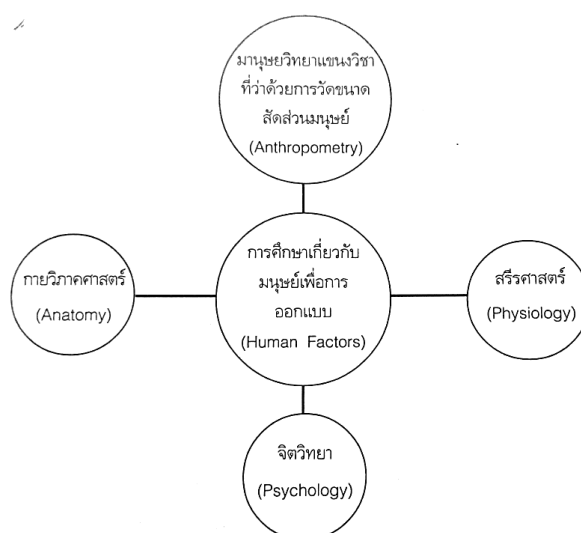 มานุษยวิทยาแขนงวิชา
ที่ว่าด้วยการวัดขนาด
สัดส่วนมนุษย์
(Anthropometry)
กายวิภาคศาสตร์
(Anatomy)
การศึกษาเกี่ยวกับ
มนุษย์เพื่อการ
ออกแบบ
(Human Factors)
สรีรศาสตร์
(Physiology)
จิตวิทยา
(Psychology)